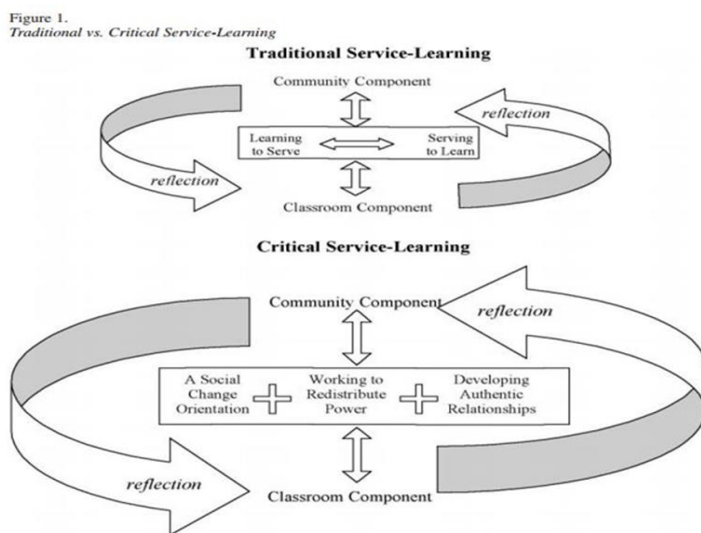 Figure 1.
Traditional vs. Critical Service-Learning
Traditional Service-Learning
Community Component
reflection
Learning
to Serve
Serving
to Learn
reflection
Classroom Component
Critical Service-Learning
Community Component
reflection
A Social
Change
Orientation
Working to
Redistribute
Power
Developing
Authentic
Relationships
reflection
Classroom Component